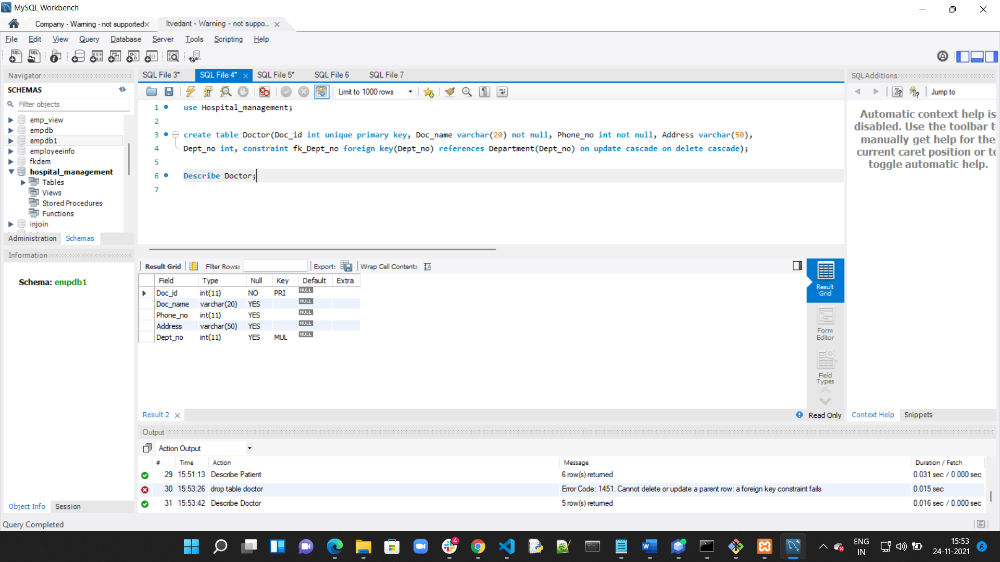 MySQL Workbench
Company - Warning - not supported
Itvedant - Warning - not suppo...
File Edit View Query Database Server Tools Scripting Help
Navigator
SCHEMAS
Filter objects
emp_view
empdb
empdb1
employeeinfo
fkdem
hospital_management
Tables
Views
Stored Procedures
Functions
injoin
Administration Schemas
Information
Schema: empdb1
Object Info Session
SQL File 3* SQL File 4* SQL File 5* SQL File 6 SQL File 7
Limit to 1000 rows
1 use Hospital_management;
2
3 create table Doctor(Doc_id int unique primary key, Doc_name varchar(20) not null, Phone_no int not null, Address varchar(50),
4 Dept_no int, constraint fk_Dept_no foreign key(Dept_no) references Department(Dept_no) on update cascade on delete cascade);
5
6 Describe Doctor;
7
Result Grid Filter Rows: Export: Wrap Cell Content:
Field Type Null Key Default Extra
Doc_id int(11) NO PRI NULL
Doc_name varchar(20) YES NULL
Phone_no int(11) YES NULL
Address varchar(50) YES NULL
Dept_no int(11) YES MUL NULL
Result
Grid
Form
Editor
Field
Types
Result 2
Read Only
SQLAdditions
Jump to
Automatic context help is
disabled. Use the toolbar t
manually get help for the
current caret position or to
toggle automatic help.
Context Help Snippets
Output
Action Output
# Time Action Message Duration / Fetch
29 15:51:13 Describe Patient 6 row(s) returned 0.031 sec / 0.000 sec
30 15:53:26 drop table doctor Error Code: 1451. Cannot delete or update a parent row: a foreign key constraint fails 0.015 sec
31 15:53:42 Describe Doctor 5 row(s) returned 0.016 sec / 0.000 sec
Query Completed
4
ENG
IN
15:53
24-11-2021
6